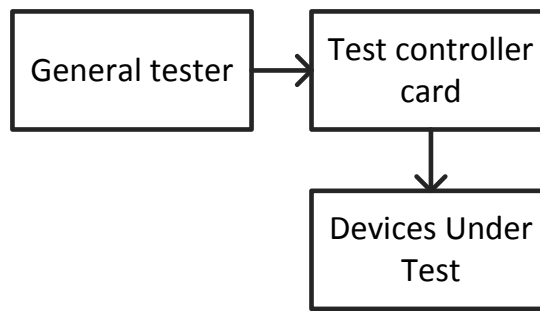 General tester
Test controller
card
Devices Under
Test